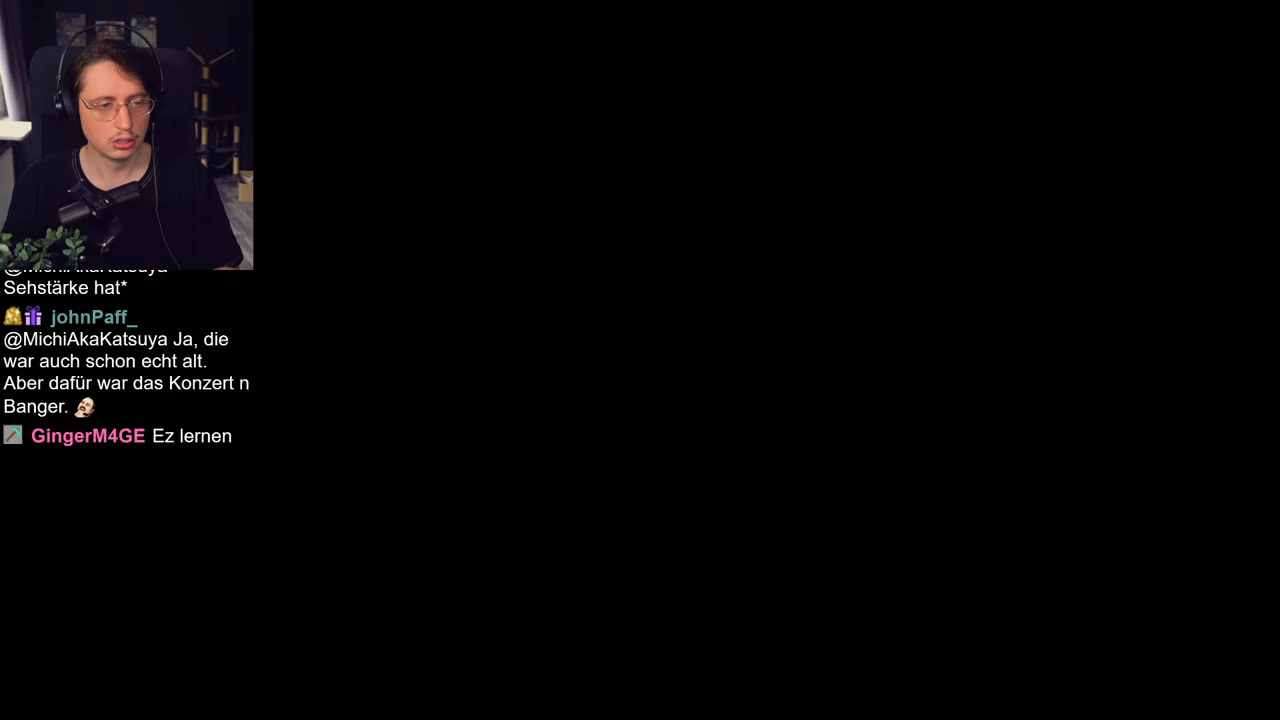 @MichiAkaKatsuya
Sehstärke hat*
johnPaff_
@MichiAkaKatsuya Ja, die
war auch schon echt alt.
Aber dafür war das Konzert n
Banger.
GingerM4GE Ez lernen